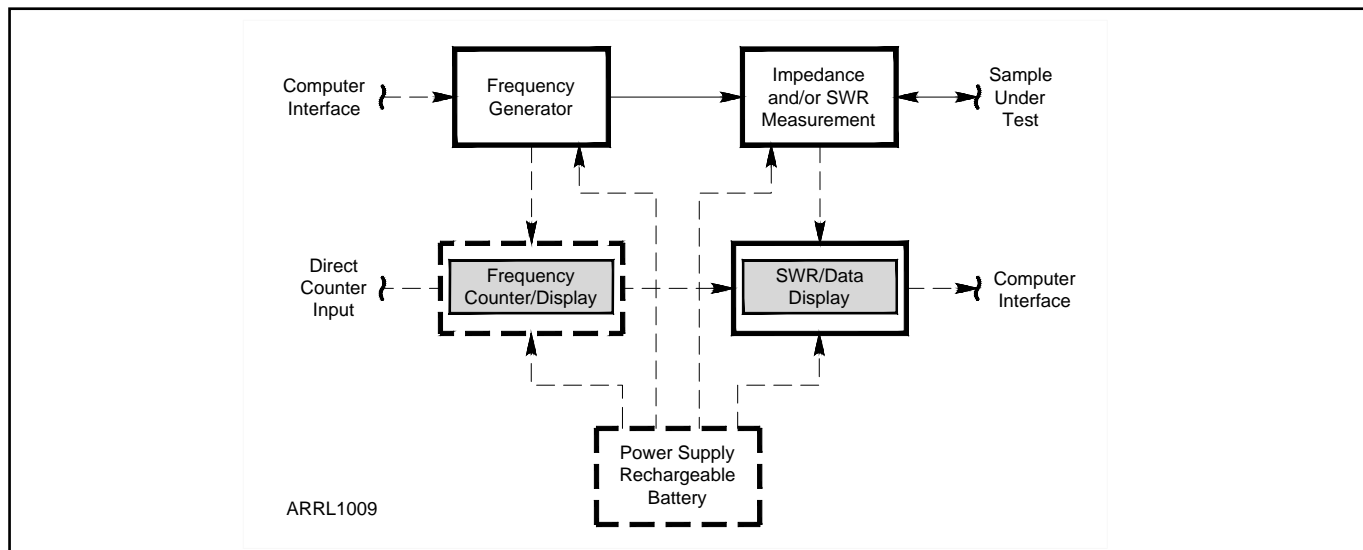 Computer
Interface
Frequency
Generator
Impedance
and/or SWR
Measurement
Sample
Under
Test
Direct
Counter
Input
Frequency
Counter/Display
SWR/Data
Display
Computer
Interface
Power Supply
Rechargeable
Battery
ARRL1009